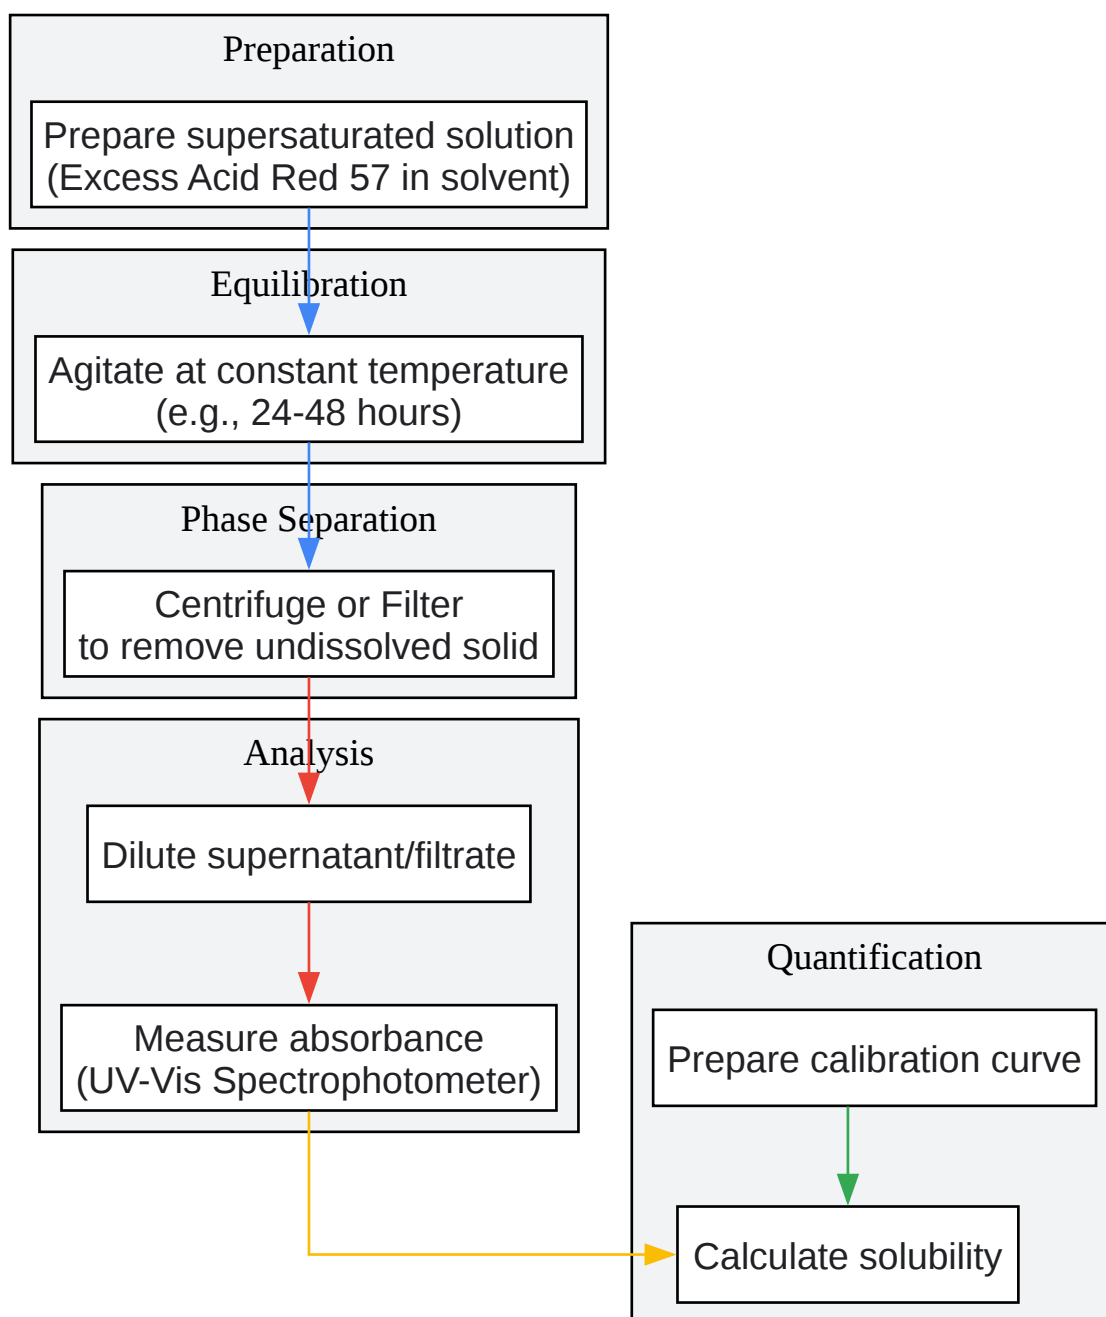 Preparation
Prepare supersaturated solution
(Excess Acid Red 57 in solvent)
Equilibration
Agitate at constant temperature
(e.g., 24-48 hours)
Phase Separation
Centrifuge or Filter
to remove undissolved solid
Analysis
Dilute supernatant/filtrate
Measure absorbance
(UV-Vis Spectrophotometer)
Quantification
Prepare calibration curve
Calculate solubility